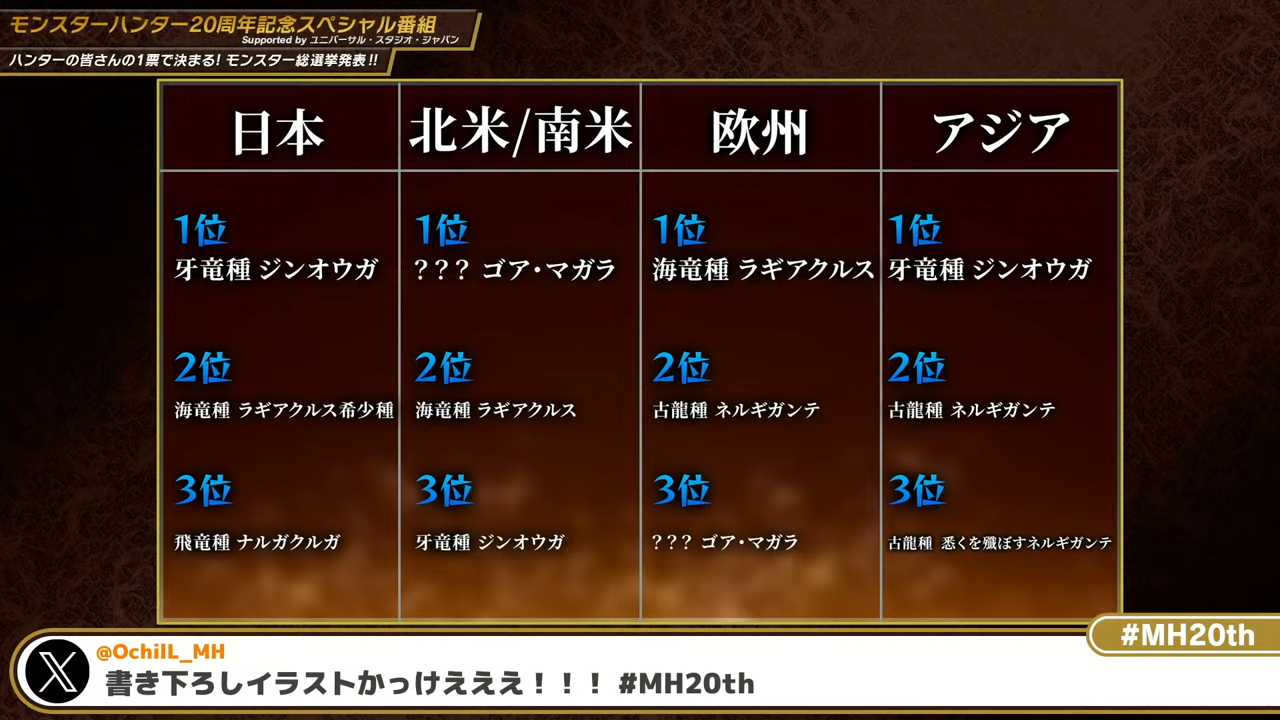 モンスターハンター20周年記念スペシャル番組
Supported by ユニバーサル・スタジオ・ジャパン
ハンターの皆さんの1票で決まる! モンスター総選挙発表!!
日本
北米/南米
欧州
アジア
1位
牙竜種 ジンオウガ
1位
??? ゴア・マガラ
1位
海竜種 ラギアクルス
1位
牙竜種 ジンオウガ
2位
海竜種 ラギアクルス希少種
2位
海竜種 ラギアクルス
2位
古龍種 ネルギガンテ
2位
古龍種 ネルギガンテ
3位
飛竜種 ナルガクルガ
3位
牙竜種 ジンオウガ
3位
??? ゴア・マガラ
3位
古龍種 悉くを殲ぼすネルギガンテ
#MH20th
@OchilL_MH
書き下ろしイラストかっけえええ!!! #MH20th